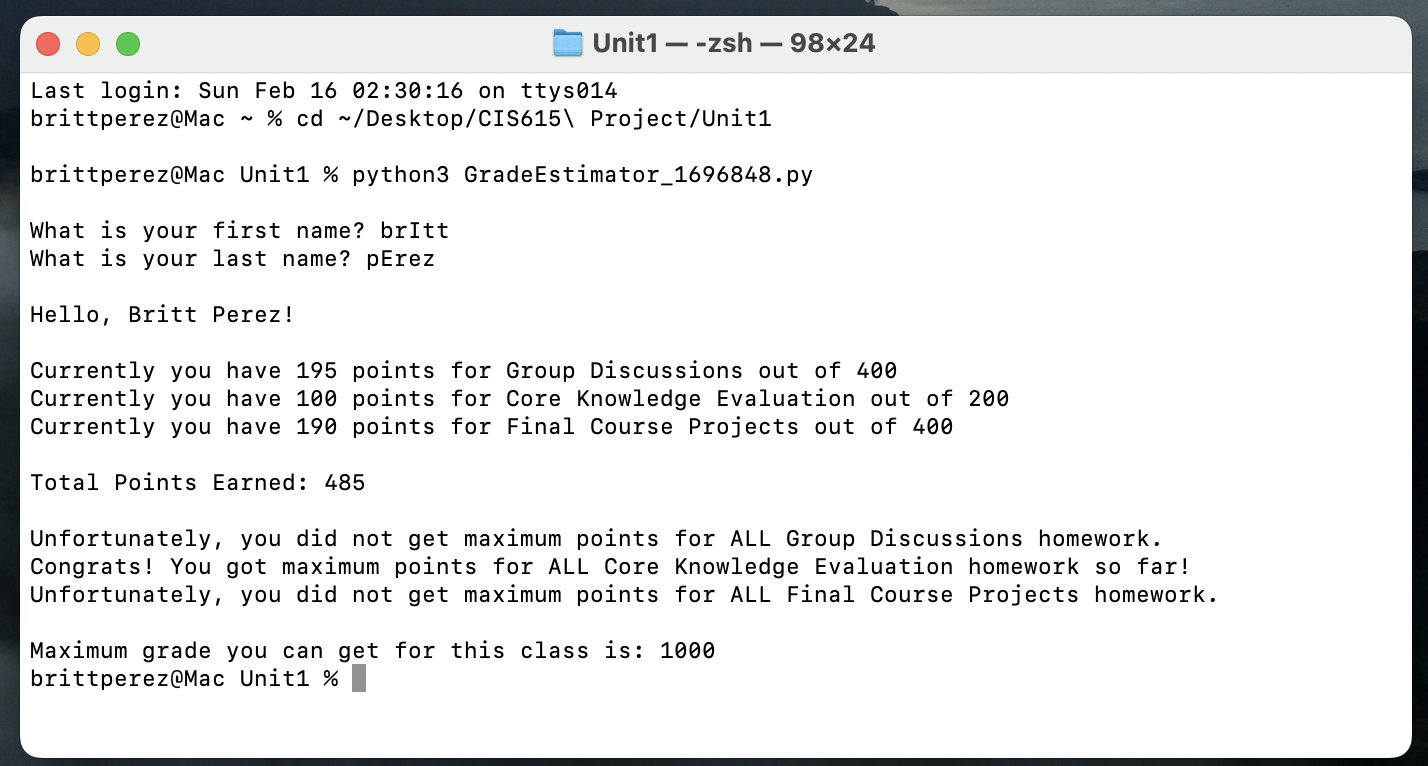 Unit1 — -zsh — 98×24
Last login: Sun Feb 16 02:30:16 on ttys014
brittperez@Mac ~ % cd ~/Desktop/CIS615\ Project/Unit1
brittperez@Mac Unit1 % python3 GradeEstimator_1696848.py
What is your first name? brItt
What is your last name? pErez
Hello, Britt Perez!
Currently you have 195 points for Group Discussions out of 400
Currently you have 100 points for Core Knowledge Evaluation out of 200
Currently you have 190 points for Final Course Projects out of 400
Total Points Earned: 485
Unfortunately, you did not get maximum points for ALL Group Discussions homework.
Congrats! You got maximum points for ALL Core Knowledge Evaluation homework so far!
Unfortunately, you did not get maximum points for ALL Final Course Projects homework.
Maximum grade you can get for this class is: 1000
brittperez@Mac Unit1 %